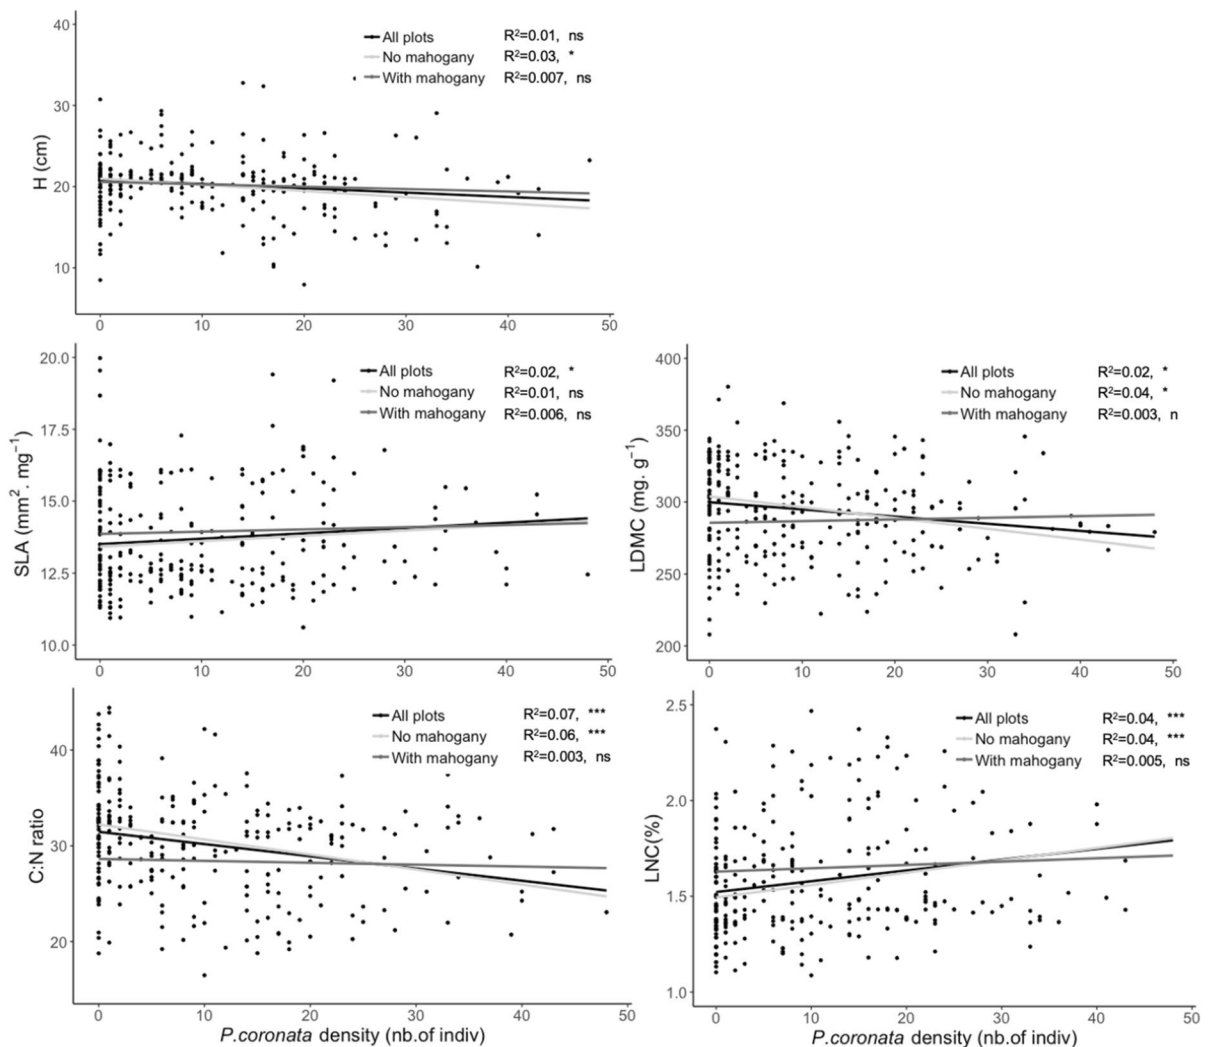 40
30
20
10
H (cm)
All plots R²=0.01, ns
No mahogany R²=0.03, *
With mahogany R²=0.007, ns
0 10 20 30 40 50
20.0
17.5
15.0
12.5
10.0
SLA (mm². mg⁻¹)
All plots R²=0.02, *
No mahogany R²=0.01, ns
With mahogany R²=0.006, ns
0 10 20 30 40 50
400
350
300
250
200
LDMC (mg. g⁻¹)
All plots R²=0.02, *
No mahogany R²=0.04, *
With mahogany R²=0.003, n
0 10 20 30 40 50
40
30
20
C:N ratio
All plots R²=0.07, ***
No mahogany R²=0.06, ***
With mahogany R²=0.003, ns
0 10 20 30 40 50
P.coronata density (nb.of indiv)
2.5
2.0
1.5
1.0
LNC(%)
All plots R²=0.04, ***
No mahogany R²=0.04, ***
With mahogany R²=0.005, ns
0 10 20 30 40 50
P.coronata density (nb.of indiv)